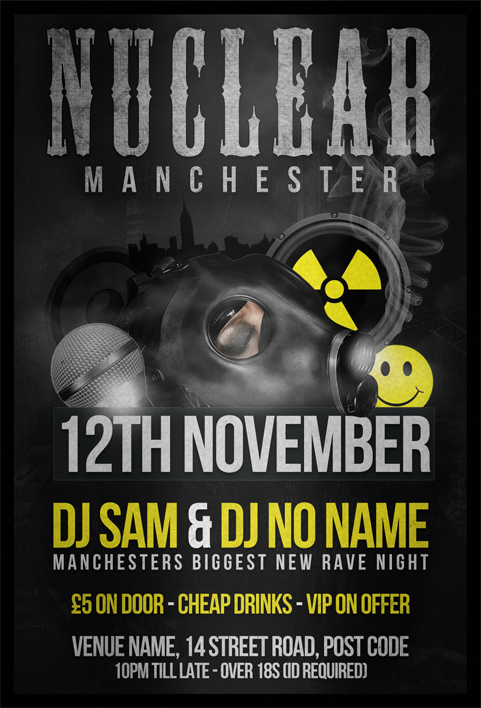 NUCLEAR
MANCHESTER
12TH NOVEMBER
DJ SAM & DJ NO NAME
MANCHESTERS BIGGEST NEW RAVE NIGHT
£5 ON DOOR - CHEAP DRINKS - VIP ON OFFER
VENUE NAME, 14 STREET ROAD, POST CODE
10PM TILL LATE - OVER 18S (ID REQUIRED)